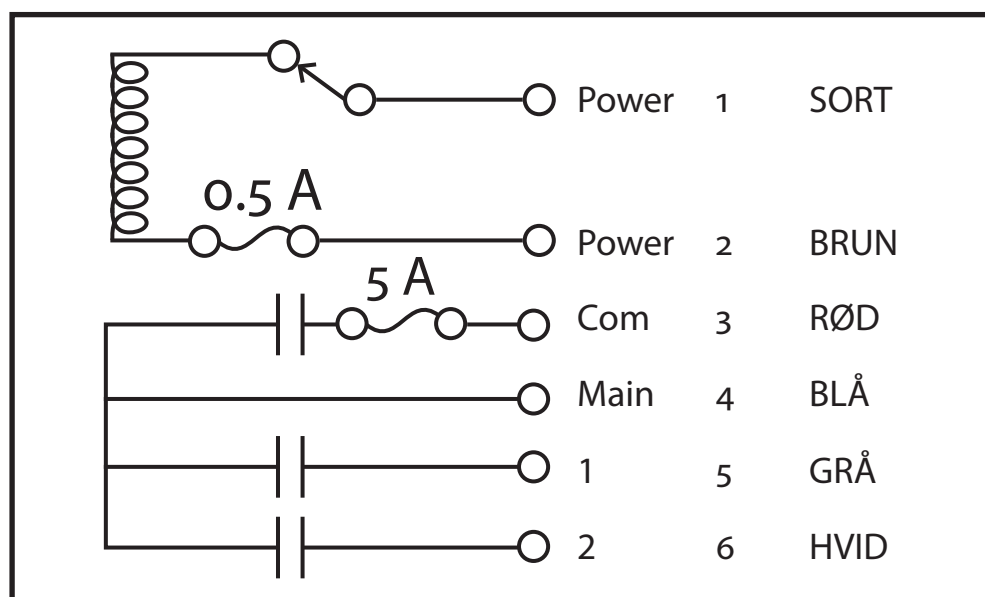 Power 1 SORT
0.5 A
Power 2 BRUN
5 A
Com 3 RØD
Main 4 BLÅ
1 5 GRÅ
2 6 HVID